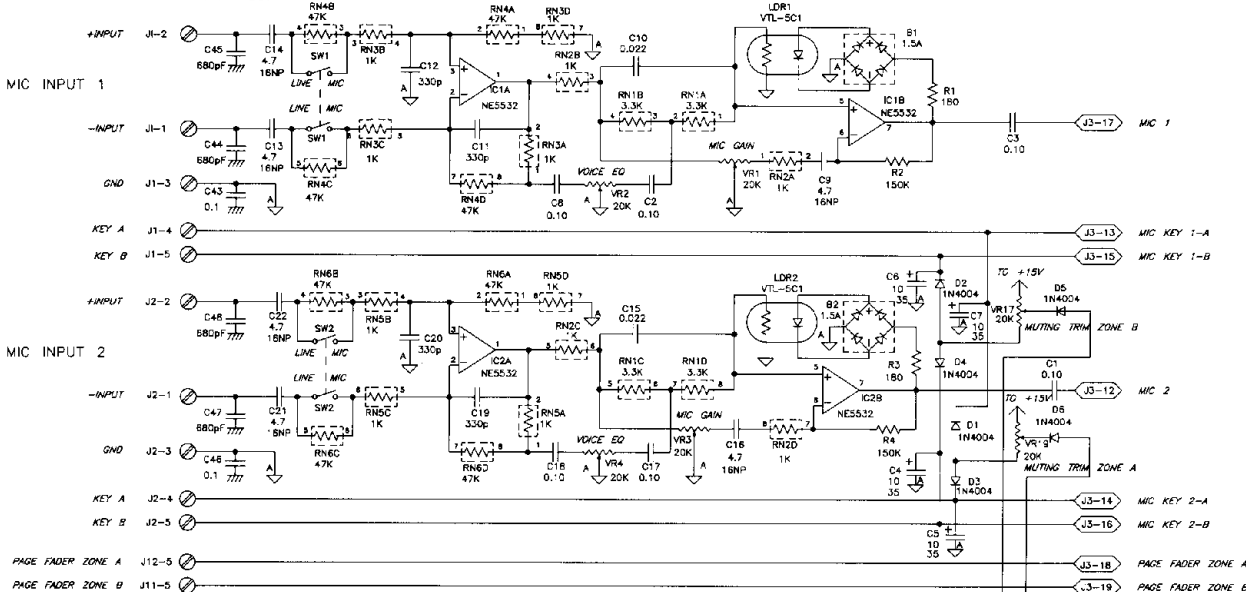 RN4B
47K
RN4A
47K
RN3D
1K
LDR1
VTL-5C1
+INPUT J1-2
C45
680pF
C14
4.7
16NP
SW1
LINE MIC
RN3B
1K
C12
330p
IC1A
NE5532
RN2B
1K
C10
0.022
B1
1.5A
R1
180
MIC INPUT 1
LINE MIC
SW1
RN1B
3.3K
RN1A
3.3K
IC1B
NE5532
C3
0.10
J3-17 MIC 1
-INPUT J1-1
C44
680pF
C13
4.7
16NP
RN3C
1K
C11
330p
RN3A
1K
MIC GAIN
VR1
20K
RN2A
1K
C9
4.7
16NP
R2
150K
GND J1-3
C43
0.1
RN4C
47K
RN4D
47K
C8
0.10
VOICE EQ
VR2
20K
C2
0.10
KEY A J1-4
J3-13 MIC KEY 1-A
KEY B J1-5
J3-15 MIC KEY 1-B
RN6B
47K
RN6A
47K
RN5D
1K
LDR2
VTL-5C1
C6
10
35
D2
1N4004
TC +15V
D5
1N4004
+INPUT J2-2
C48
680pF
C22
4.7
16NP
SW2
LINE MIC
RN5B
1K
C20
330p
IC2A
NE5532
RN2C
1K
C15
0.022
B2
1.5A
C7
10
35
VR17
20K
MUTING TRIM ZONE B
MIC INPUT 2
LINE MIC
SW2
RN1C
3.3K
RN1D
3.3K
R3
180
D4
1N4004
C1
0.10
IC2B
NE5532
J3-12 MIC 2
-INPUT J2-1
C47
680pF
C21
4.7
16NP
RN5C
1K
C19
330p
RN5A
1K
MIC GAIN
VR3
20K
C16
4.7
16NP
RN2D
1K
R4
150K
D1
1N4004
TC +15V
D6
1N4004
VR19
20K
GND J2-3
C46
0.1
RN6C
47K
RN6D
47K
C18
0.10
VOICE EQ
VR4
20K
C17
0.10
C4
10
35
D3
1N4004
MUTING TRIM ZONE A
KEY A J2-4
J3-14 MIC KEY 2-A
KEY B J2-5
J3-16 MIC KEY 2-B
C5
10
35
PAGE FADER ZONE A J12-5
J3-18 PAGE FADER ZONE A
PAGE FADER ZONE B J11-5
J3-19 PAGE FADER ZONE B